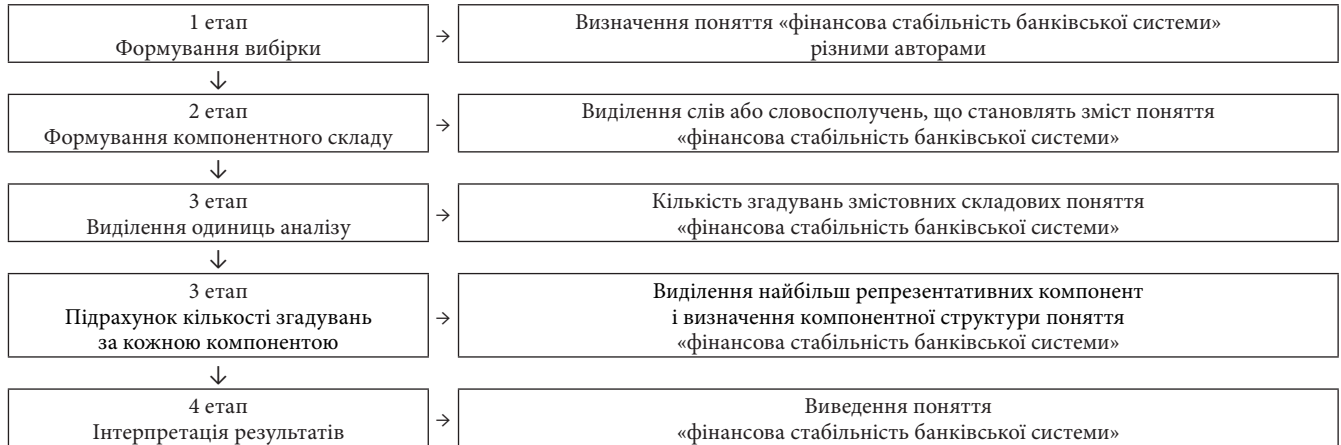 1 етап
Формування вибірки
→
Визначення поняття «фінансова стабільність банківської системи»
різними авторами
↓
2 етап
Формування компонентного складу
→
Виділення слів або словосполучень, що становлять зміст поняття
«фінансова стабільність банківської системи»
↓
3 етап
Виділення одиниць аналізу
→
Кількість згадувань змістовних складових поняття
«фінансова стабільність банківської системи»
↓
3 етап
Підрахунок кількості згадувань
за кожною компонентою
→
Виділення найбільш репрезентативних компонент
і визначення компонентної структури поняття
«фінансова стабільність банківської системи»
↓
4 етап
Інтерпретація результатів
→
Виведення поняття
«фінансова стабільність банківської системи»